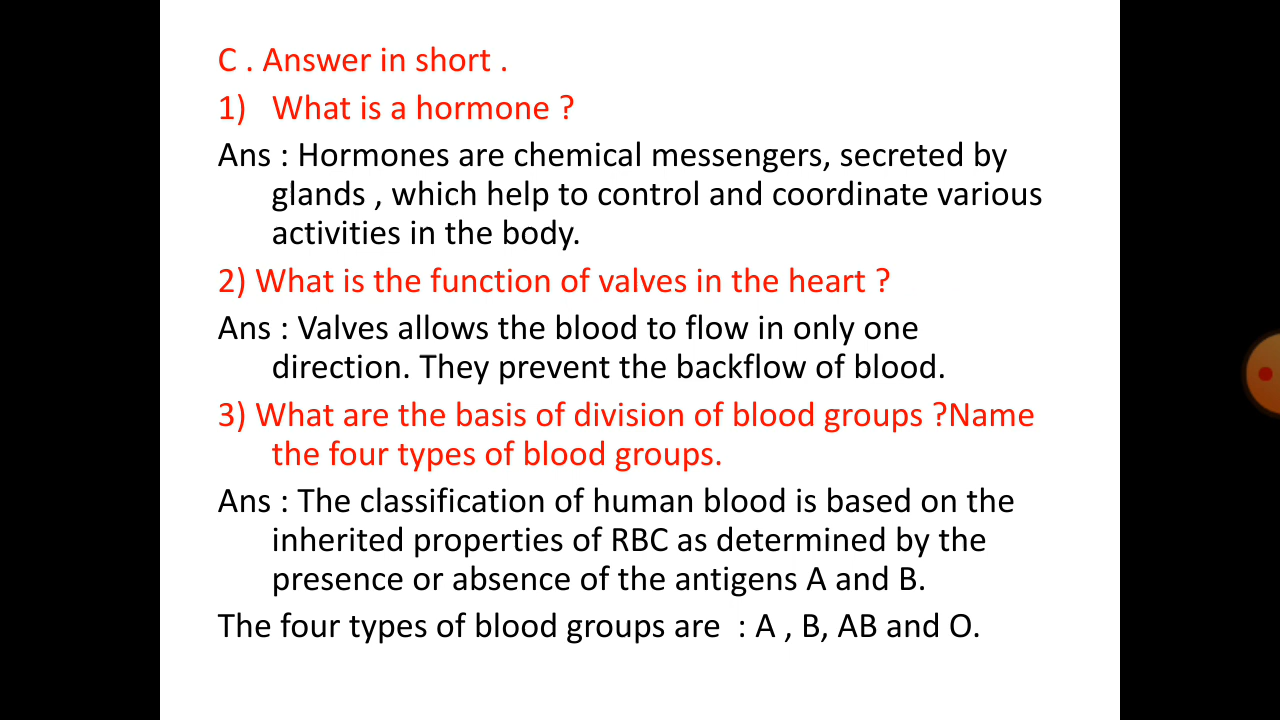 C . Answer in short .
1) What is a hormone ?
Ans : Hormones are chemical messengers, secreted by
glands , which help to control and coordinate various
activities in the body.
2) What is the function of valves in the heart ?
Ans : Valves allows the blood to flow in only one
direction. They prevent the backflow of blood.
3) What are the basis of division of blood groups ?Name
the four types of blood groups.
Ans : The classification of human blood is based on the
inherited properties of RBC as determined by the
presence or absence of the antigens A and B.
The four types of blood groups are  : A , B, AB and O.